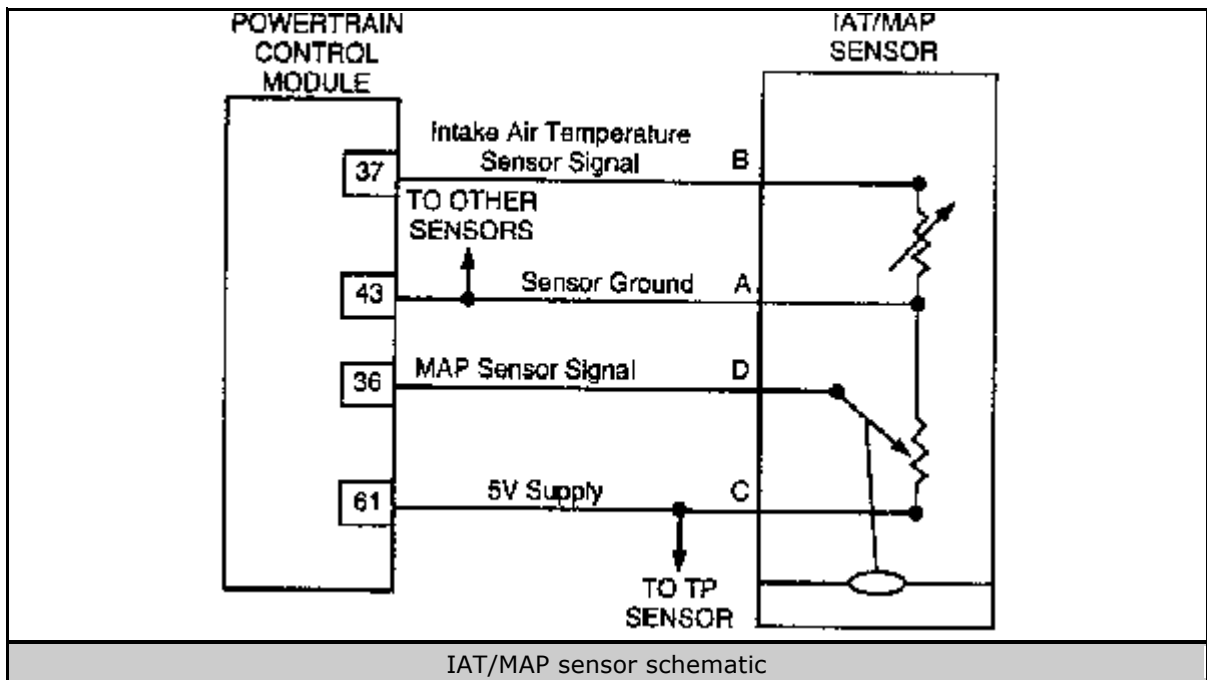 POWERTRAIN
CONTROL
MODULE
IAT/MAP
SENSOR
Intake Air Temperature
Sensor Signal
B
37
TO OTHER
SENSORS
43
Sensor Ground
A
36
MAP Sensor Signal
D
61
5V Supply
C
TO TP
SENSOR
IAT/MAP sensor schematic